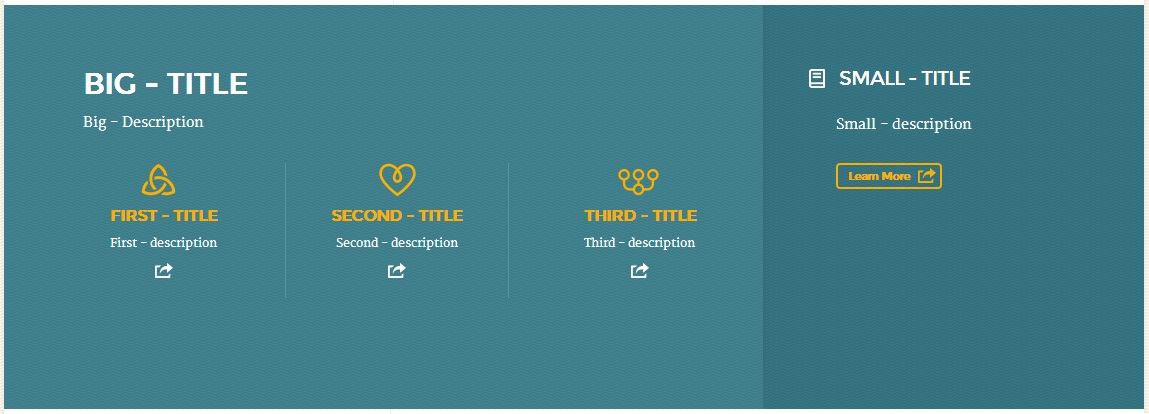 BIG - TITLE
Big - Description
FIRST - TITLE
First - description
SECOND - TITLE
Second - description
THIRD - TITLE
Third - description
SMALL - TITLE
Small - description
Learn More